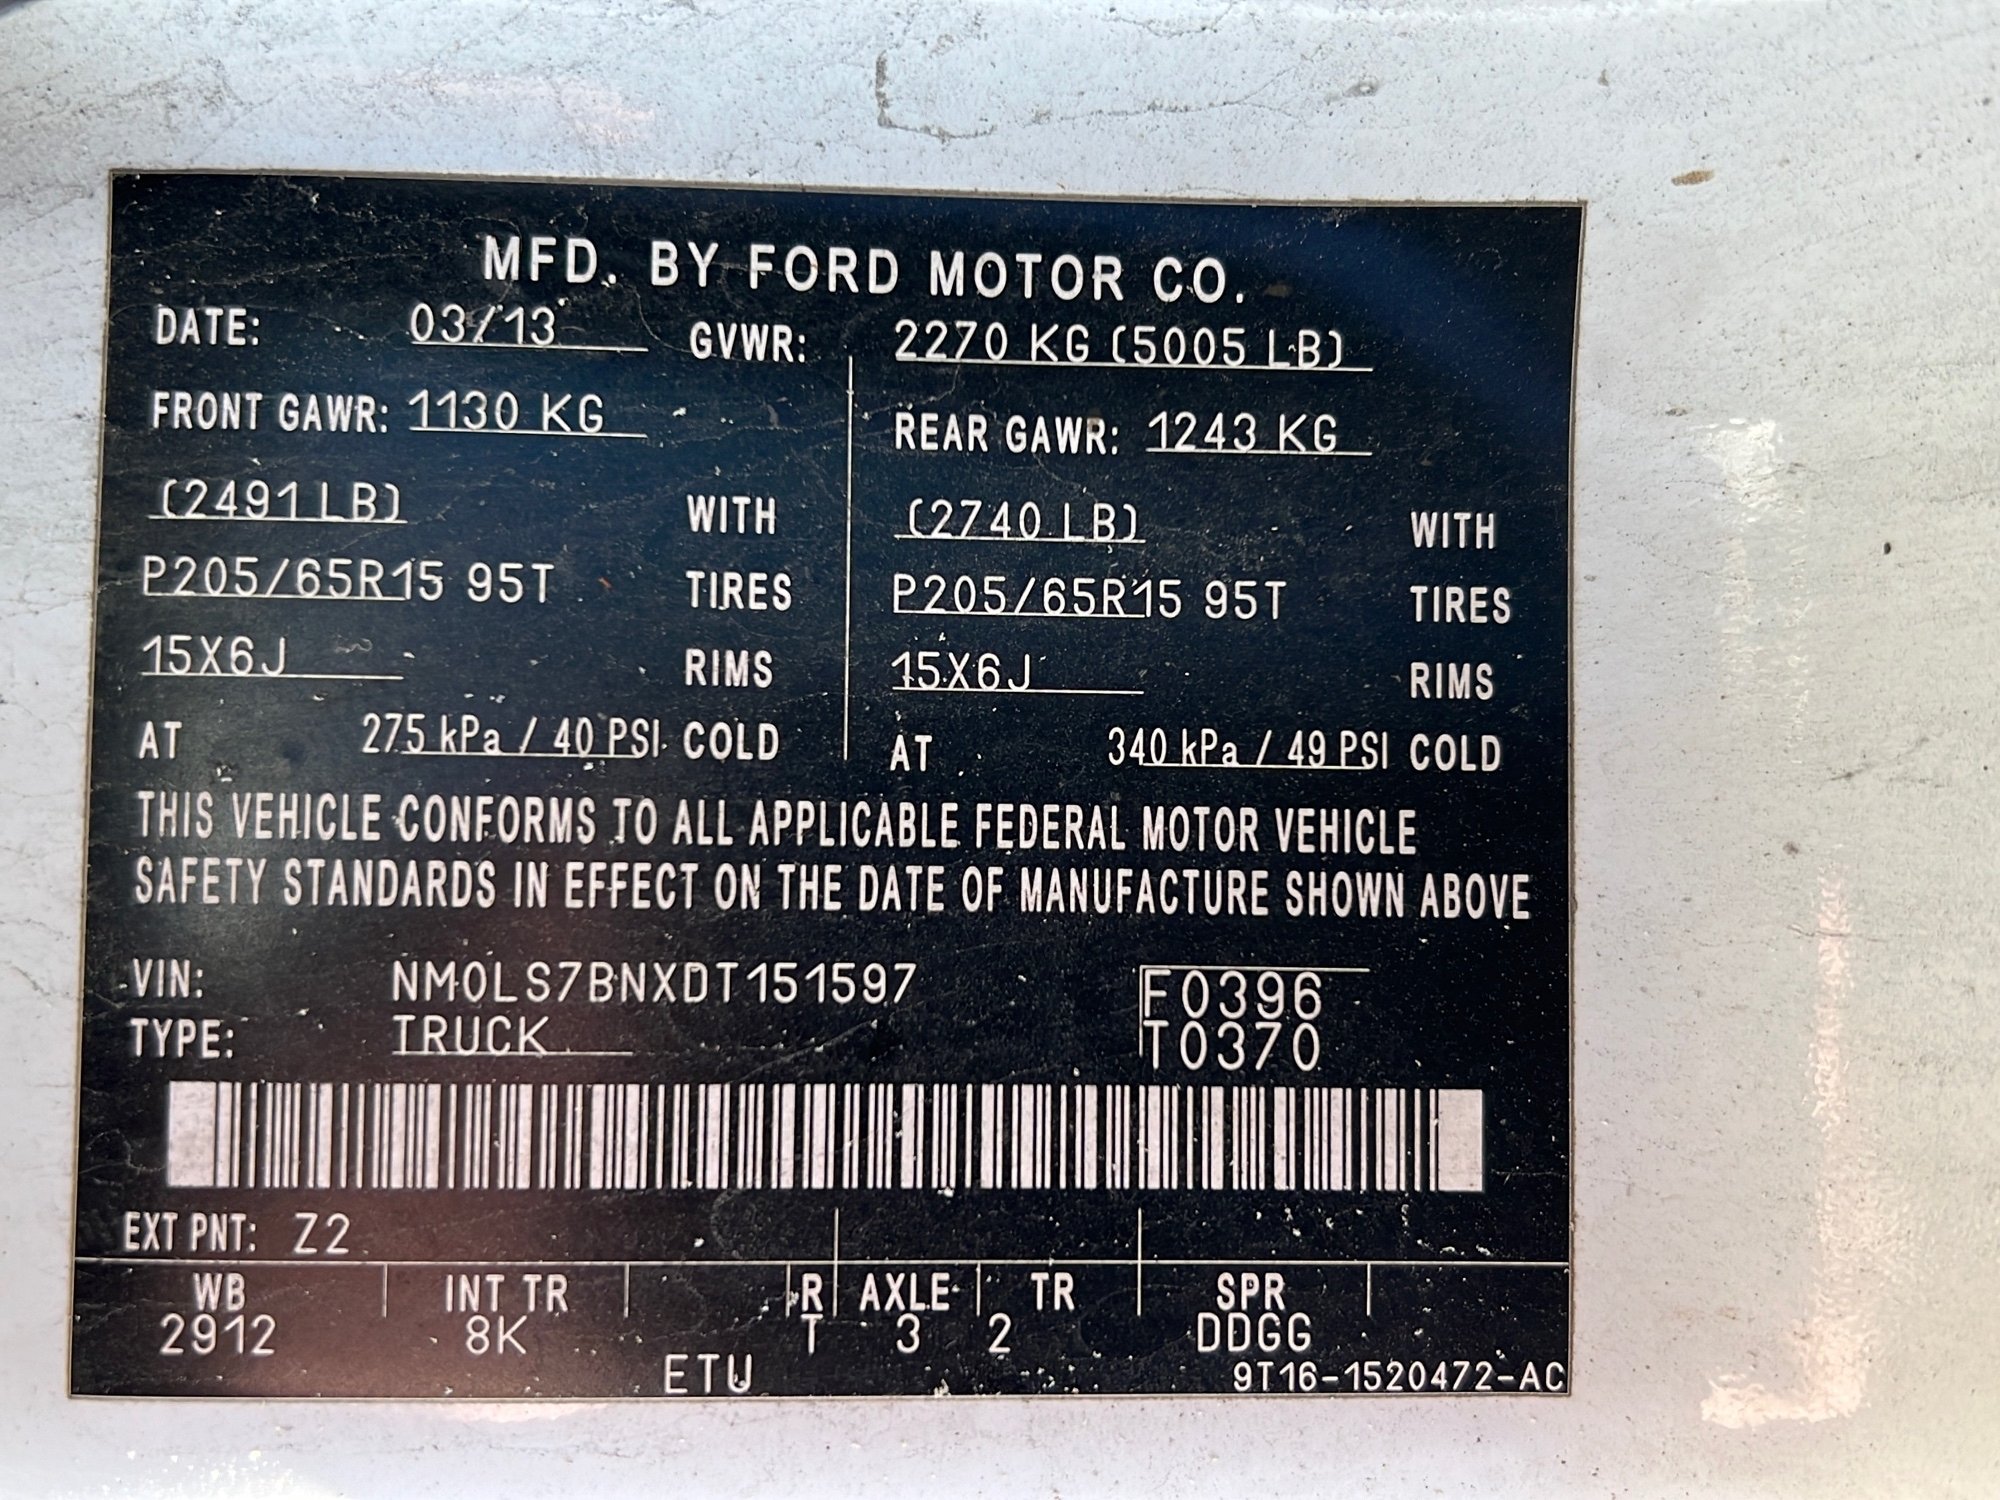 MFD. BY FORD MOTOR CO.
DATE: 03/13 GVWR: 2270 KG (5005 LB)
FRONT GAWR: 1130 KG REAR GAWR: 1243 KG
(2491 LB) WITH (2740 LB) WITH
P205/65R15 95T TIRES P205/65R15 95T TIRES
15X6J RIMS 15X6J RIMS
AT 275 kPa / 40 PSI COLD AT 340 kPa / 49 PSI COLD
THIS VEHICLE CONFORMS TO ALL APPLICABLE FEDERAL MOTOR VEHICLE
SAFETY STANDARDS IN EFFECT ON THE DATE OF MANUFACTURE SHOWN ABOVE
VIN: NM0LS7BNXDT151597 F0396
TYPE: TRUCK T0370
EXT PNT: Z2
WB INT TR R AXLE TR SPR
2912 8K T 3 2 DDGG
ETU 9T16-1520472-AC